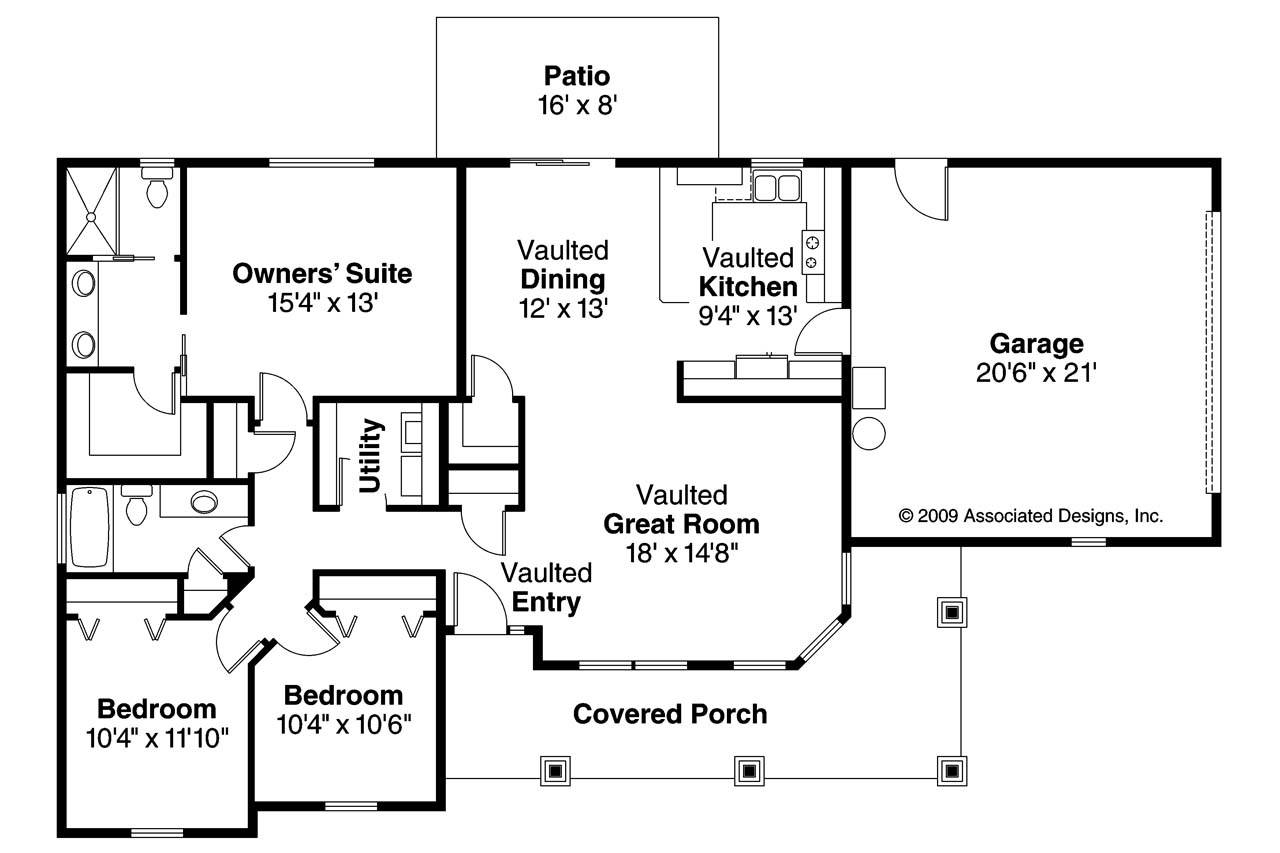 Patio
16' x 8'
Owners’ Suite
15'4" x 13'
Vaulted
Dining
12' x 13'
Vaulted
Kitchen
9'4" x 13'
Garage
20'6" x 21'
Utility
Vaulted
Great Room
18' x 14'8"
© 2009 Associated Designs, Inc.
Vaulted
Entry
Bedroom
10'4" x 11'10"
Bedroom
10'4" x 10'6"
Covered Porch